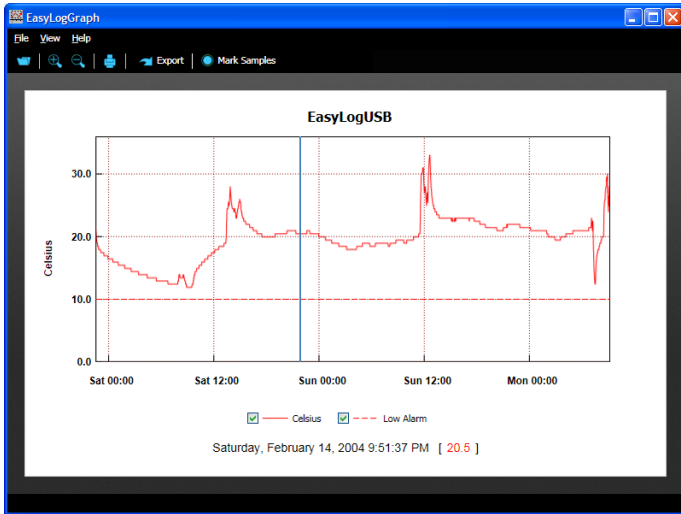 EasyLogGraph
File View Help
Export Mark Samples
EasyLogUSB
30.0
20.0
Celsius
10.0
0.0
Sat 00:00 Sat 12:00 Sun 00:00 Sun 12:00 Mon 00:00
Celsius Low Alarm
Saturday, February 14, 2004 9:51:37 PM [ 20.5 ]